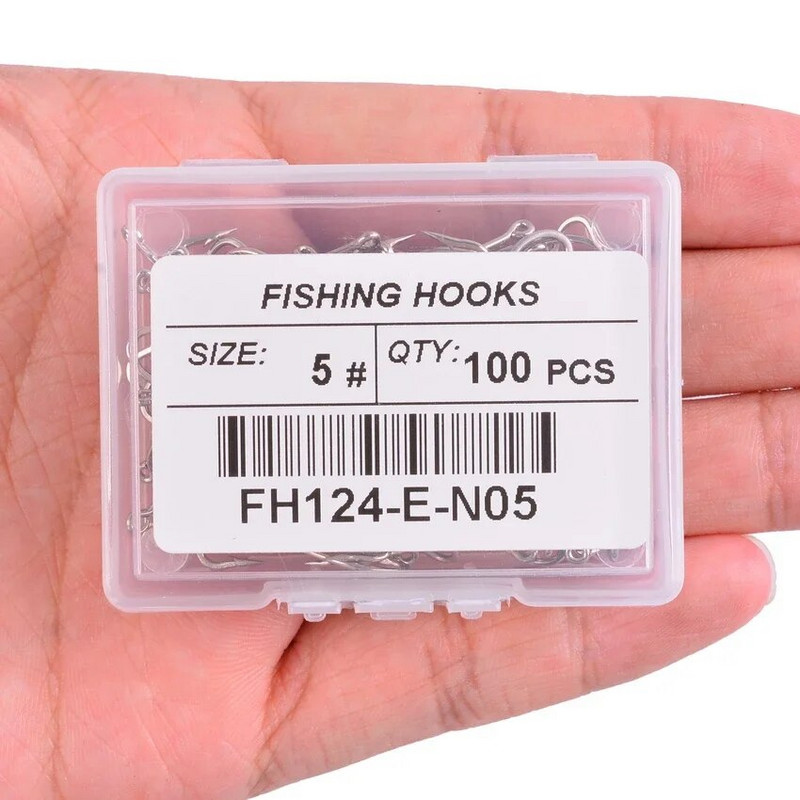 FISHING HOOKS
SIZE: 5 # QTY: 100 PCS
FH124-E-N05